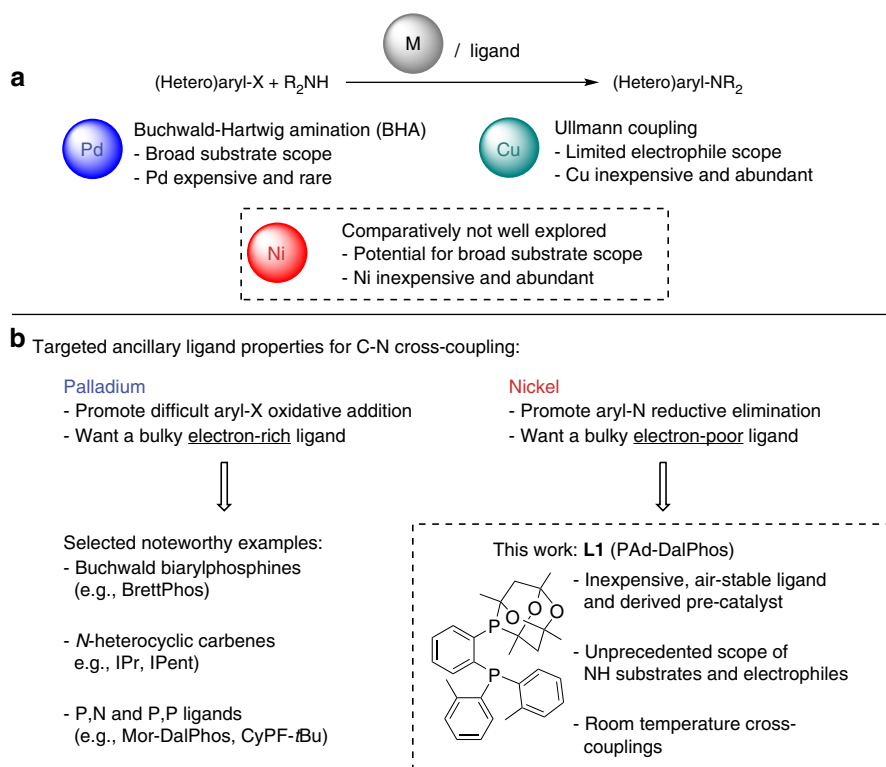 a
M
/ ligand
(Hetero)aryl-X + R2NH
(Hetero)aryl-NR2
Pd
Buchwald-Hartwig amination (BHA)
- Broad substrate scope
- Pd expensive and rare
Cu
Ullmann coupling
- Limited electrophile scope
- Cu inexpensive and abundant
Ni
Comparatively not well explored
- Potential for broad substrate scope
- Ni inexpensive and abundant
b
Targeted ancillary ligand properties for C-N cross-coupling:
Palladium
- Promote difficult aryl-X oxidative addition
- Want a bulky electron-rich ligand
Nickel
- Promote aryl-N reductive elimination
- Want a bulky electron-poor ligand
Selected noteworthy examples:
- Buchwald biarylphosphines
(e.g., BrettPhos)
- N-heterocyclic carbenes
e.g., IPr, IPent)
- P,N and P,P ligands
(e.g., Mor-DalPhos, CyPF-tBu)
This work: L1 (PAd-DalPhos)
O
O
O
P
P
- Inexpensive, air-stable ligand
and derived pre-catalyst
- Unprecedented scope of
NH substrates and electrophiles
- Room temperature cross-
couplings